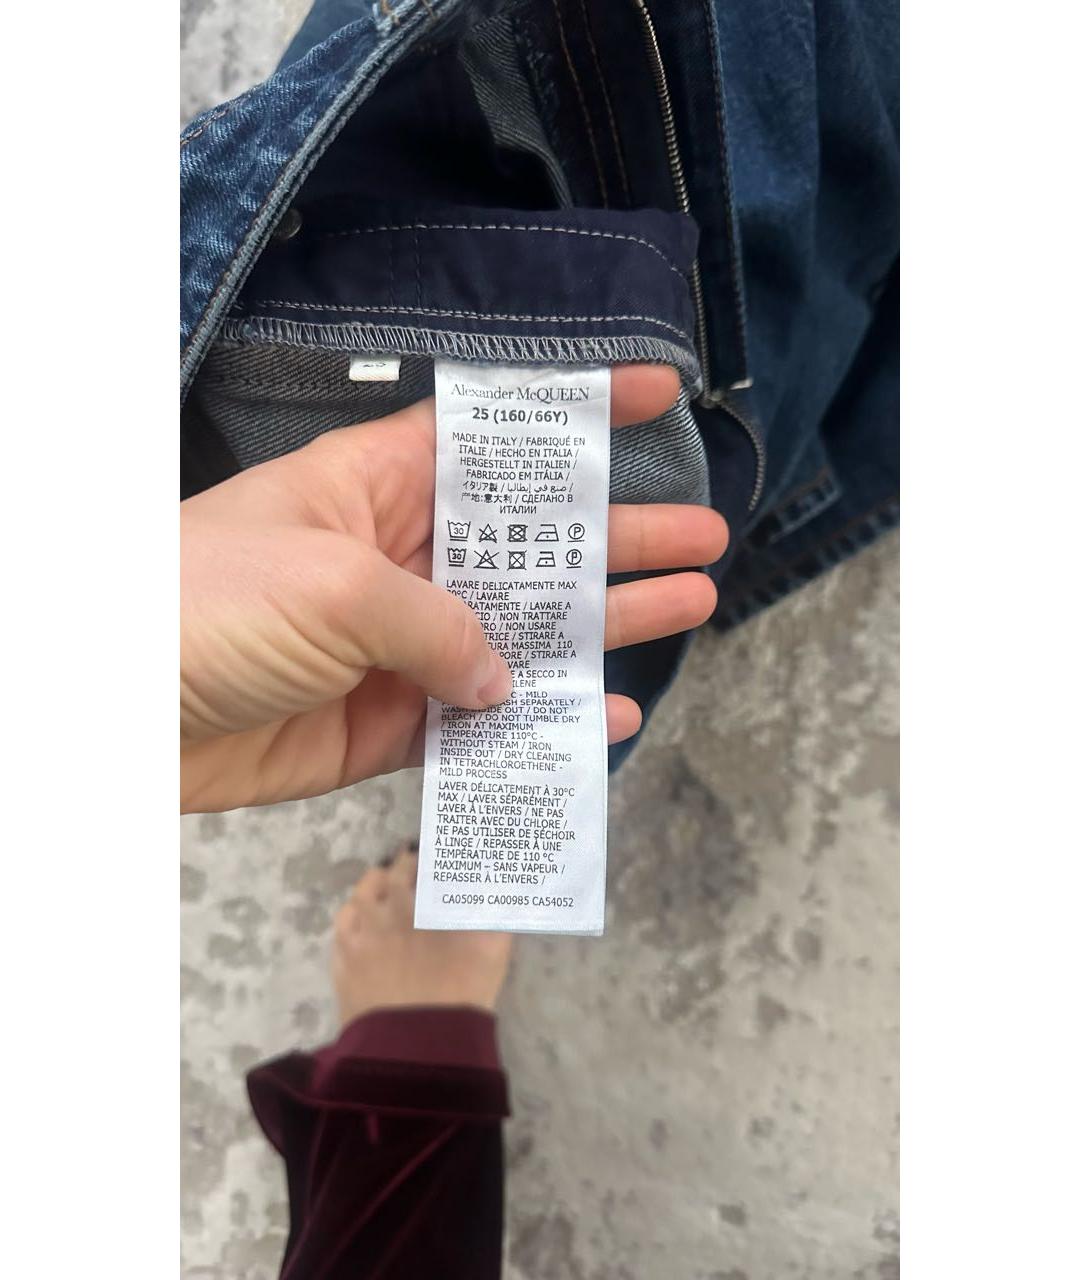 Alexander McQUEEN
25 (160/66Y)
MADE IN ITALY / FABRIQUÉ EN
ITALIE / HECHO EN ITALIA /
HERGESTELLT IN ITALIEN /
FABRICADO EM ITÁLIA /
イタリア製 / صنع في إيطاليا /
产地:意大利 / СДЕЛАНО В
ИТАЛИИ
30 P
30 P
LAVARE DELICATAMENTE MAX
°C / LAVARE
/ LAVARE A
/ NON TRATTARE
/ NON USARE
/ STIRARE A
MASSIMA 110
/ STIRARE A
A SECCO IN
- MILD
SEPARATELY /
WASH INSIDE OUT / DO NOT
BLEACH / DO NOT TUMBLE DRY
/ IRON AT MAXIMUM
TEMPERATURE 110°C -
WITHOUT STEAM / IRON
INSIDE OUT / DRY CLEANING
IN TETRACHLOROETHENE -
MILD PROCESS
LAVER DÉLICATEMENT À 30°C
MAX / LAVER SÉPARÉMENT /
LAVER À L'ENVERS / NE PAS
TRAITER AVEC DU CHLORE /
NE PAS UTILISER DE SÉCHOIR
À LINGE / REPASSER À UNE
TEMPÉRATURE DE 110 °C
MAXIMUM – SANS VAPEUR /
REPASSER À L'ENVERS /
CA05099 CA00985 CA54052